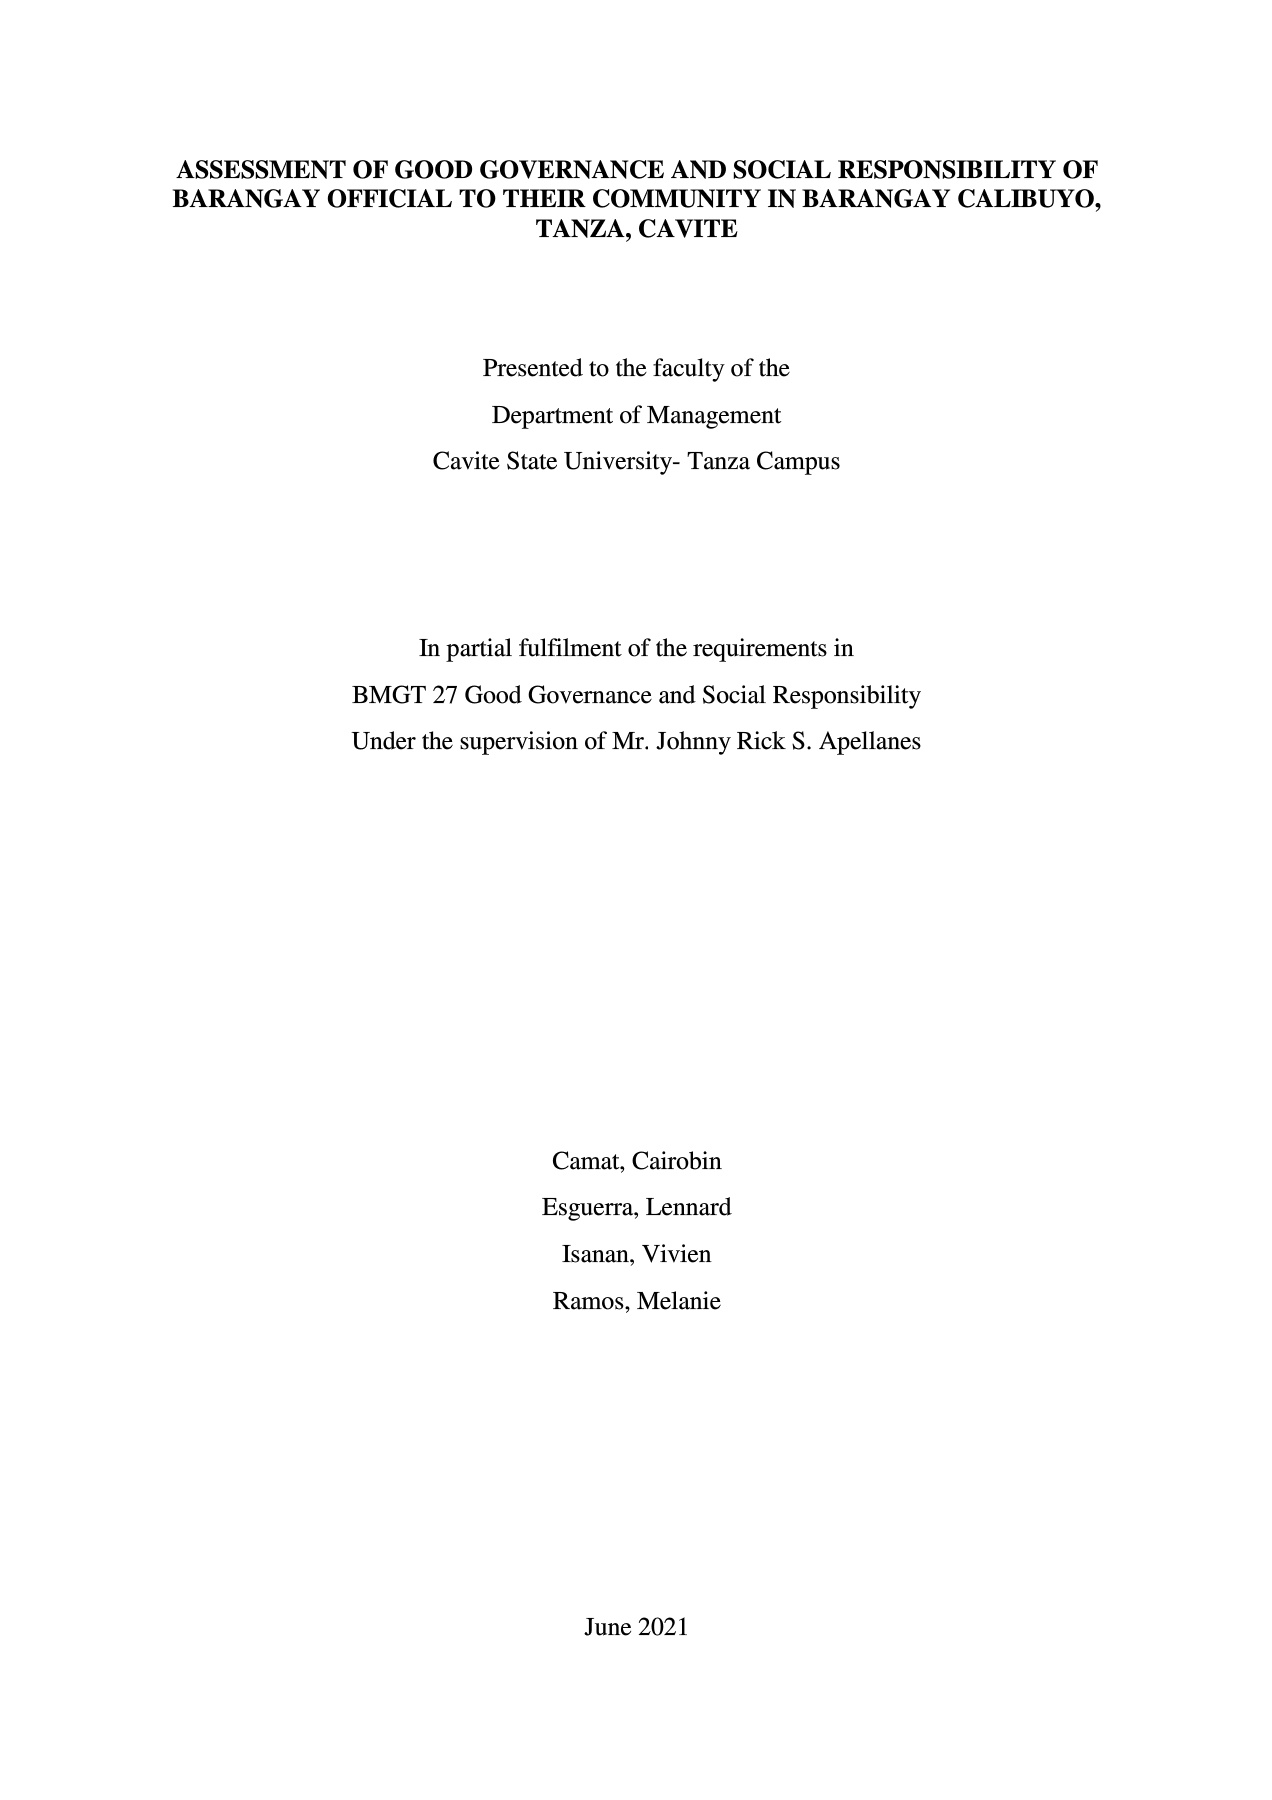 ASSESSMENT OF GOOD GOVERNANCE AND SOCIAL RESPONSIBILITY OF
BARANGAY OFFICIAL TO THEIR COMMUNITY IN BARANGAY CALIBUYO,
TANZA, CAVITE
Presented to the faculty of the
Department of Management
Cavite State University- Tanza Campus
In partial fulfilment of the requirements in
BMGT 27 Good Governance and Social Responsibility
Under the supervision of Mr. Johnny Rick S. Apellanes
Camat, Cairobin
Esguerra, Lennard
Isanan, Vivien
Ramos, Melanie
June 2021